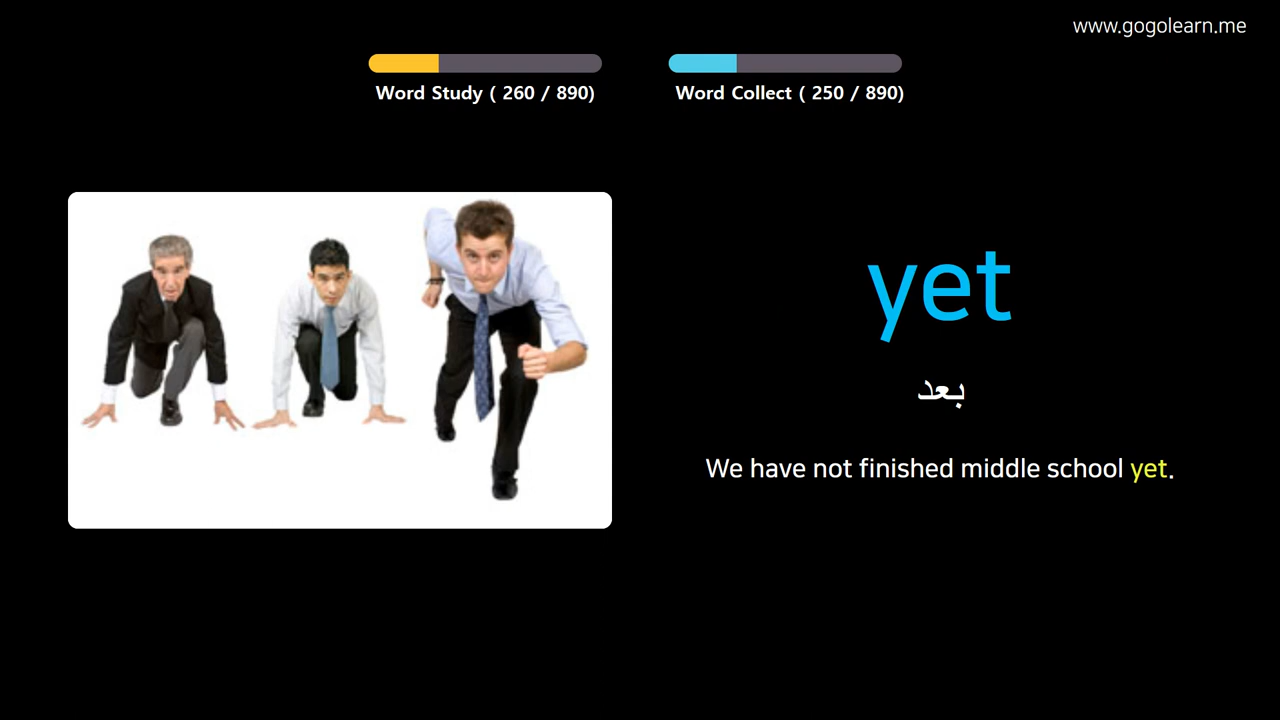 www.gogolearn.me
Word Study ( 260 / 890)
Word Collect ( 250 / 890)
yet
بعد
We have not finished middle school yet.